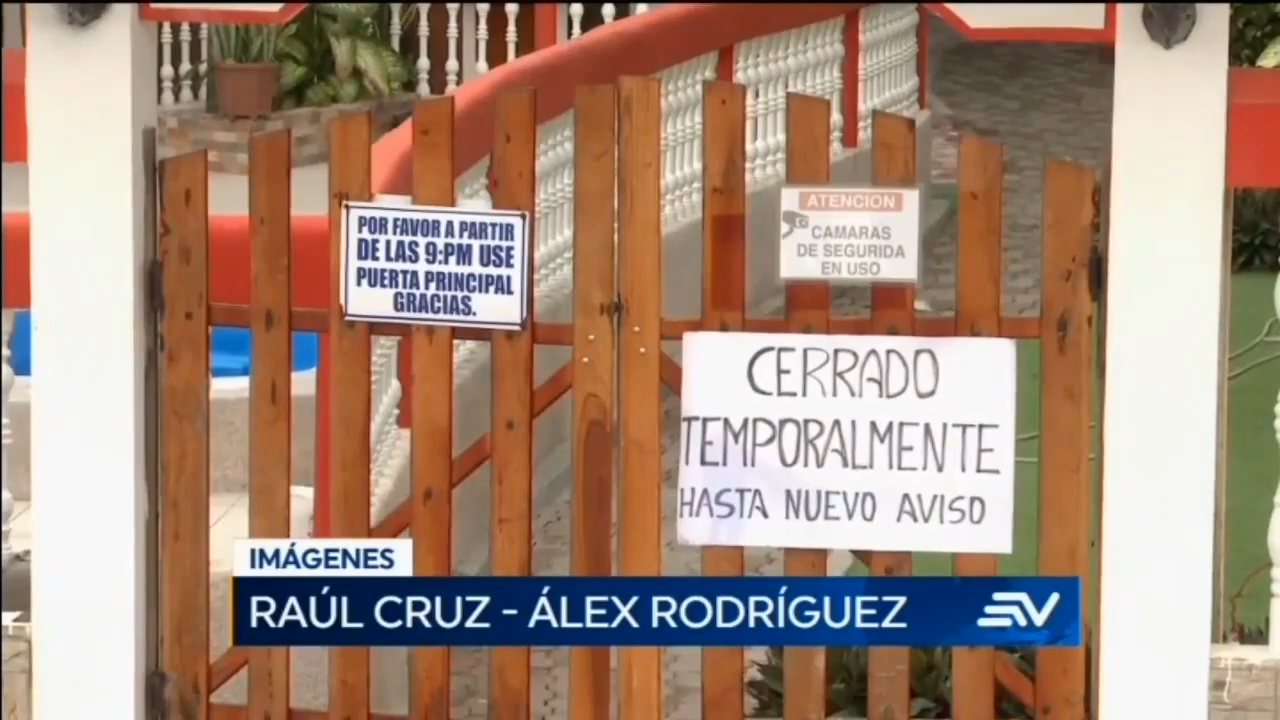 POR FAVOR A PARTIR
DE LAS 9:PM USE
PUERTA PRINCIPAL
GRACIAS.
ATENCION
CAMARAS
DE SEGURIDA
EN USO
CERRADO
TEMPORALMENTE
HASTA NUEVO AVISO
IMÁGENES
RAÚL CRUZ - ÁLEX RODRÍGUEZ